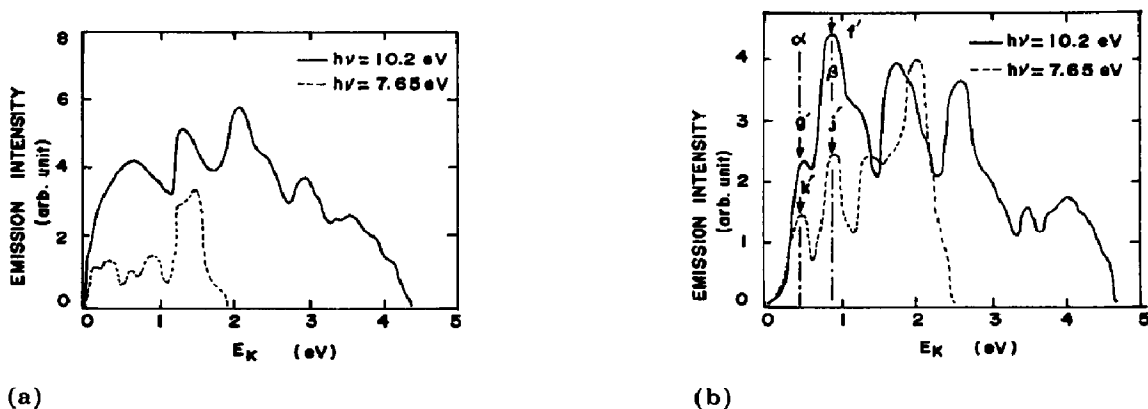 8
6
4
2
0
EMISSION INTENSITY
(arb. unit)
hν=10.2 eV
hν=7.65 eV
0 1 2 3 4 5
E_K (eV)
(a)
4
3
2
1
0
EMISSION INTENSITY
(arb. unit)
α f'
β
g' j'
k'
hν=10.2 eV
hν=7.65 eV
0 1 2 3 4 5
E_K (eV)
(b)